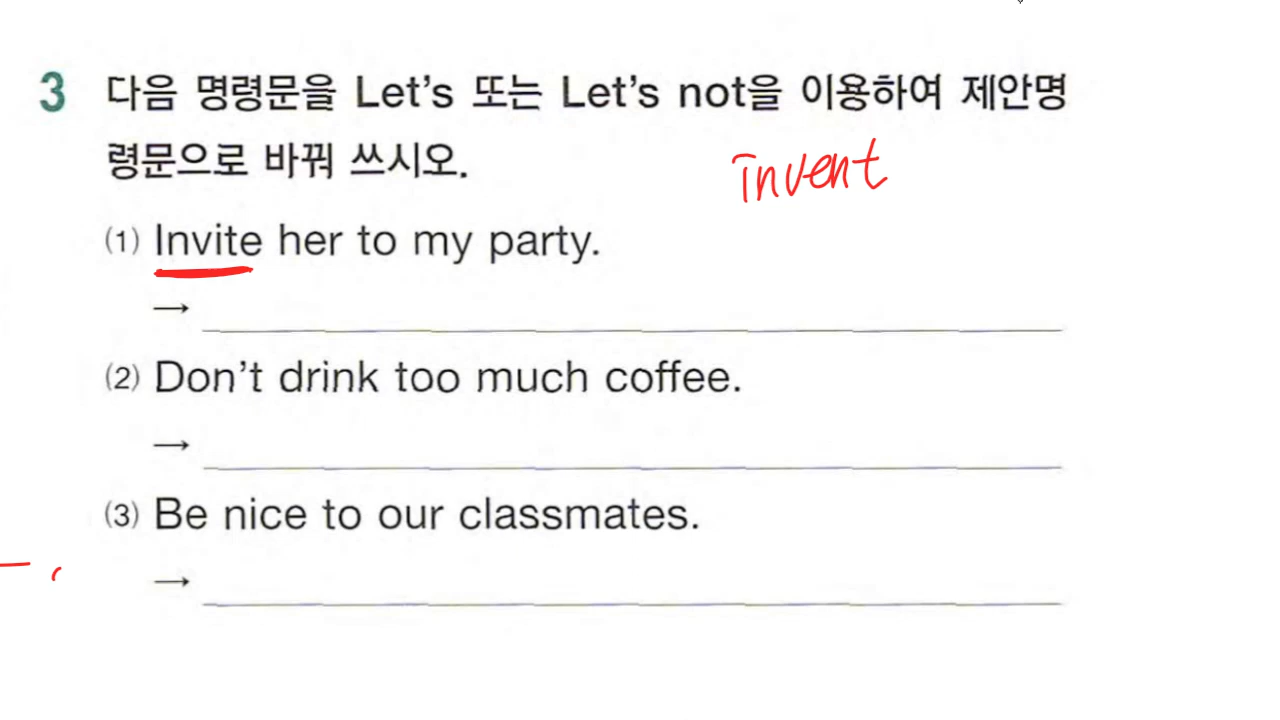 3 다음 명령문을 Let's 또는 Let's not을 이용하여 제안명
령문으로 바꿔 쓰시오.
invent
(1) Invite her to my party.
→
(2) Don't drink too much coffee.
→
(3) Be nice to our classmates.
→